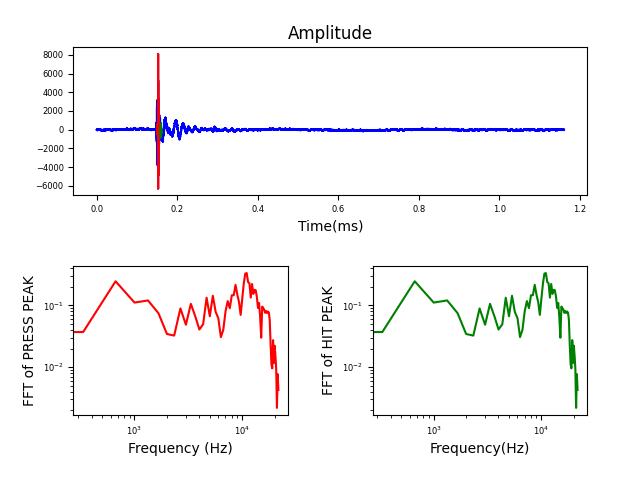 Amplitude
8000
6000
4000
2000
0
−2000
−4000
−6000
0.0 0.2 0.4 0.6 0.8 1.0 1.2
Time(ms)
FFT of PRESS PEAK
10⁻¹
10⁻²
10³ 10⁴
Frequency (Hz)
FFT of HIT PEAK
10⁻¹
10⁻²
10³ 10⁴
Frequency(Hz)